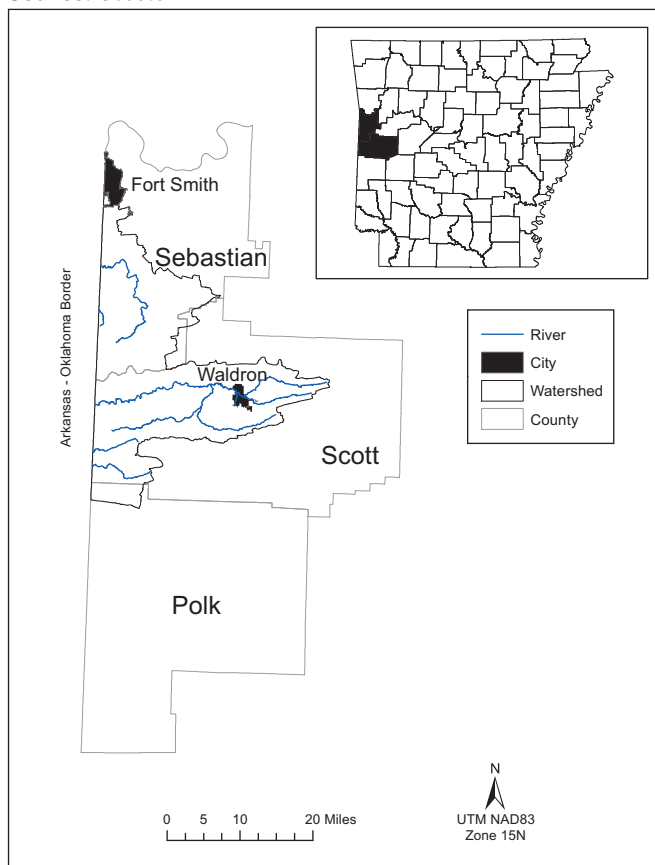 Fort Smith
Sebastian
Arkansas - Oklahoma Border
River
City
Watershed
County
Waldron
Scott
Polk
N
0 5 10 20 Miles
UTM NAD83
Zone 15N